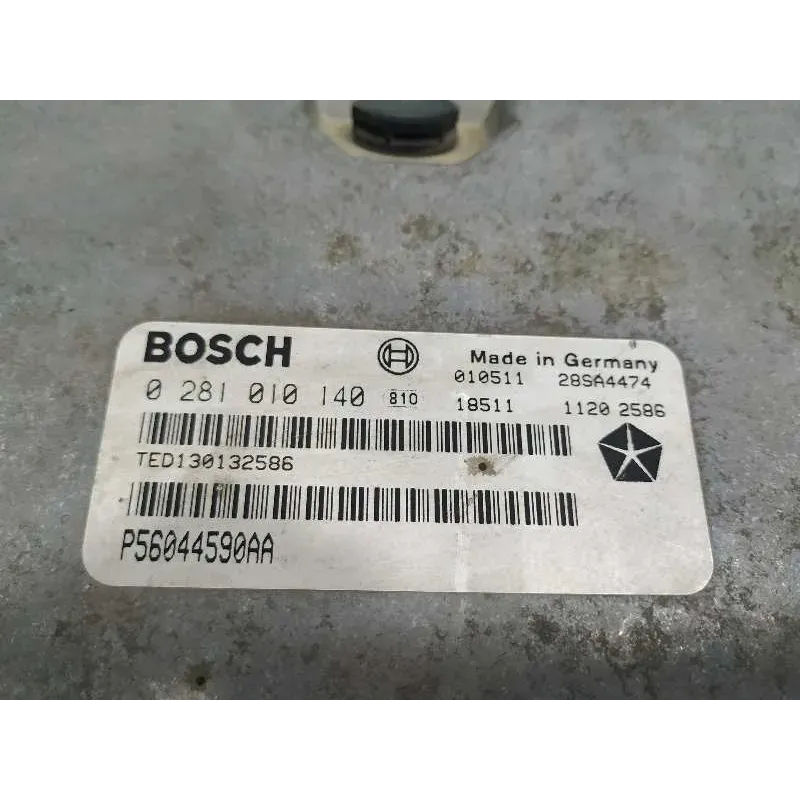 BOSCH
Made in Germany
010511 28SA4474
0 281 010 140 810
18511 1120 2586
TED130132586
P56044590AA